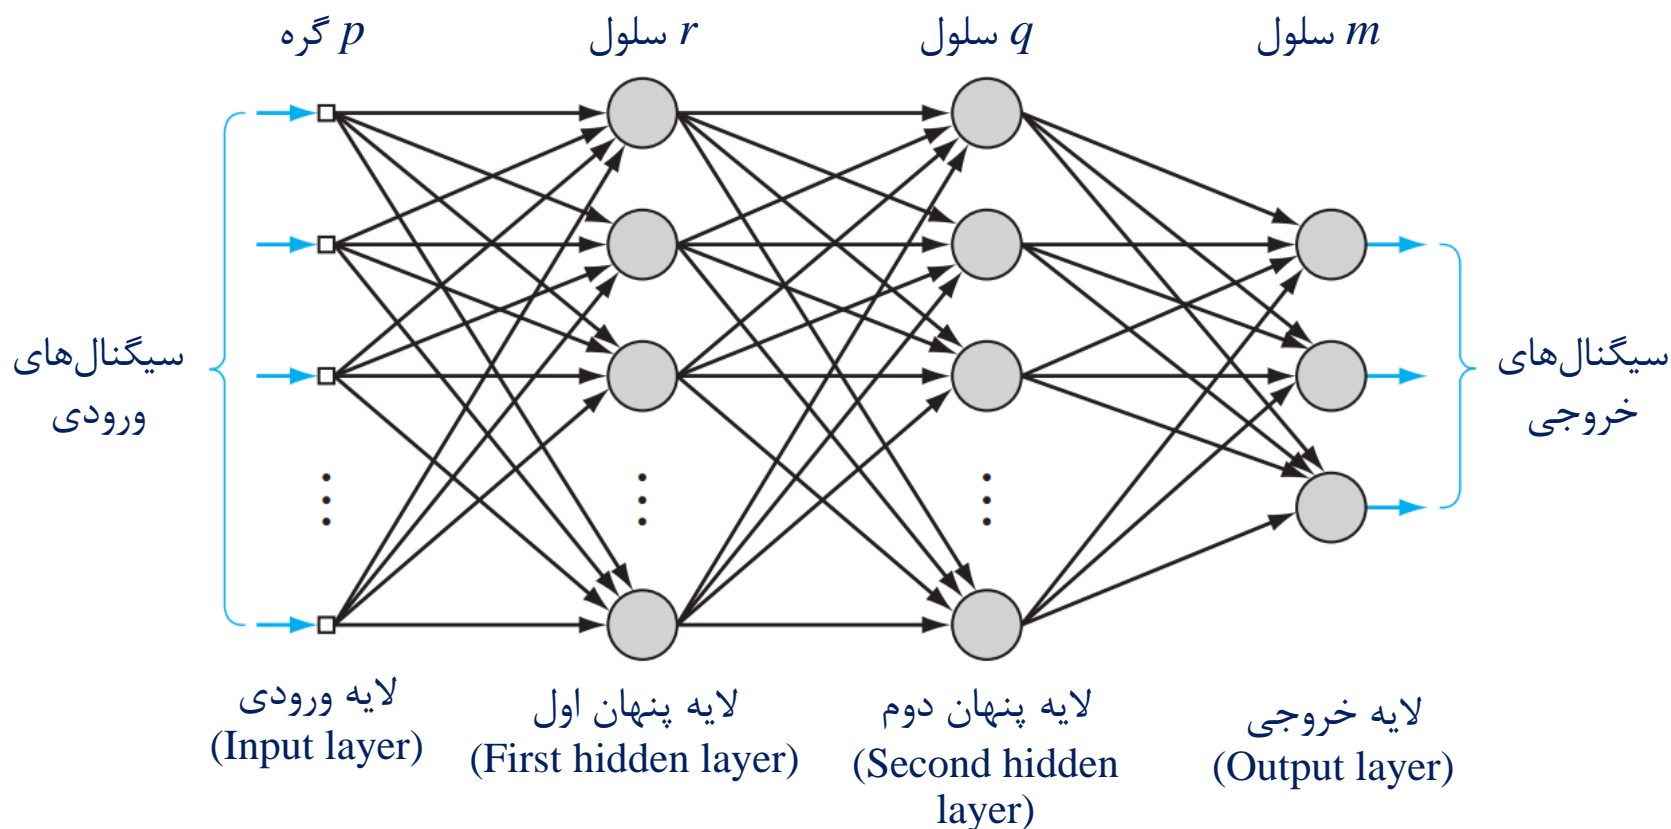 p گره
r سلول
q سلول
m سلول
سیگنال‌های
ورودی
سیگنال‌های
خروجی
لایه ورودی
(Input layer)
لایه پنهان اول
(First hidden layer)
لایه پنهان دوم
(Second hidden
layer)
لایه خروجی
(Output layer)